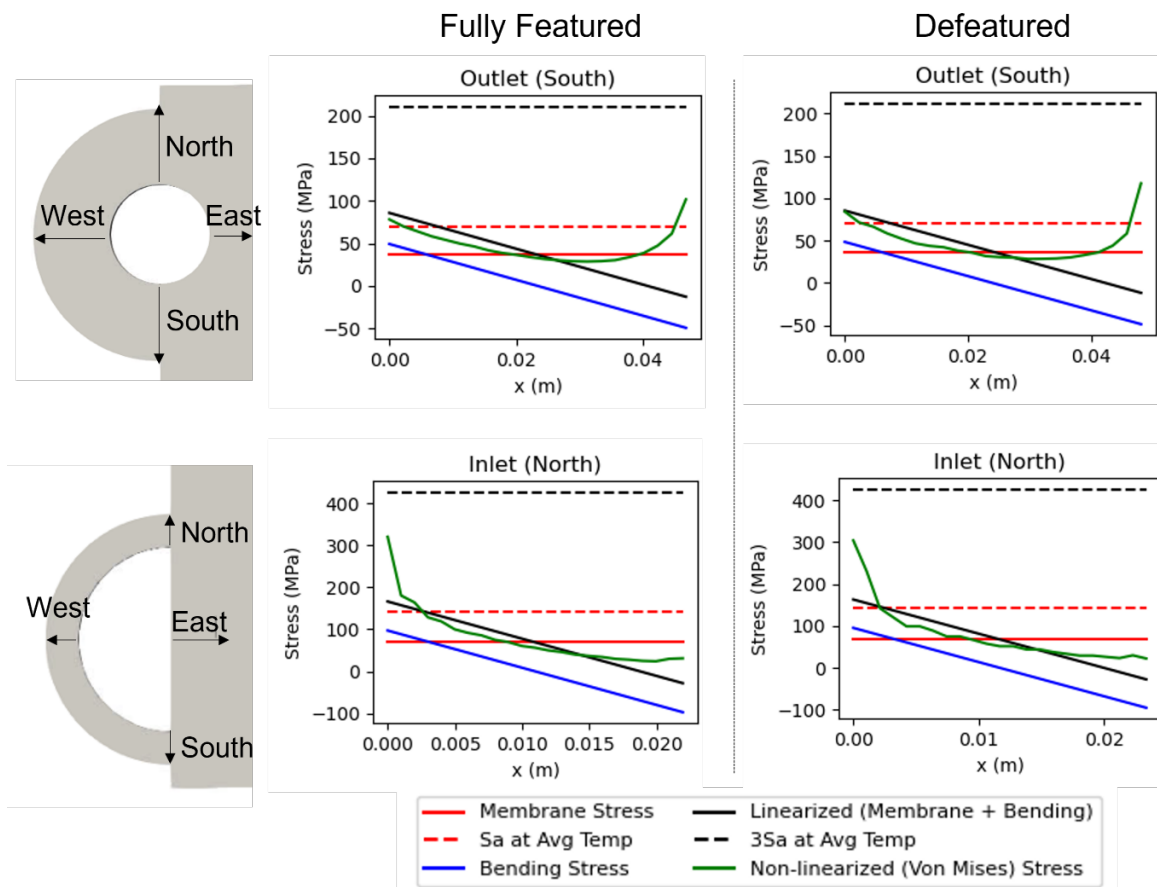 Fully Featured
Defeatured
North
West
East
South
Outlet (South)
Stress (MPa)
200
150
100
50
0
−50
0.00
0.02
0.04
x (m)
Outlet (South)
Stress (MPa)
200
150
100
50
0
−50
0.00
0.02
0.04
x (m)
North
West
East
South
Inlet (North)
Stress (MPa)
400
300
200
100
0
−100
0.000
0.005
0.010
0.015
0.020
x (m)
Inlet (North)
Stress (MPa)
400
300
200
100
0
−100
0.00
0.01
0.02
x (m)
Membrane Stress
Sa at Avg Temp
Bending Stress
Linearized (Membrane + Bending)
3Sa at Avg Temp
Non-linearized (Von Mises) Stress